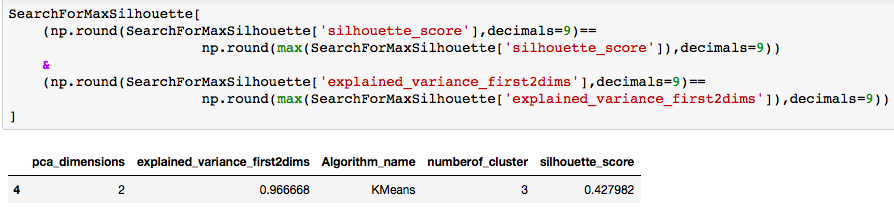 SearchForMaxSilhouette[
(np.round(SearchForMaxSilhouette['silhouette_score'],decimals=9)==
np.round(max(SearchForMaxSilhouette['silhouette_score']),decimals=9))
&
(np.round(SearchForMaxSilhouette['explained_variance_first2dims'],decimals=9)==
np.round(max(SearchForMaxSilhouette['explained_variance_first2dims']),decimals=9))
]
pca_dimensions explained_variance_first2dims Algorithm_name numberof_cluster silhouette_score
4 2 0.966668 KMeans 3 0.427982